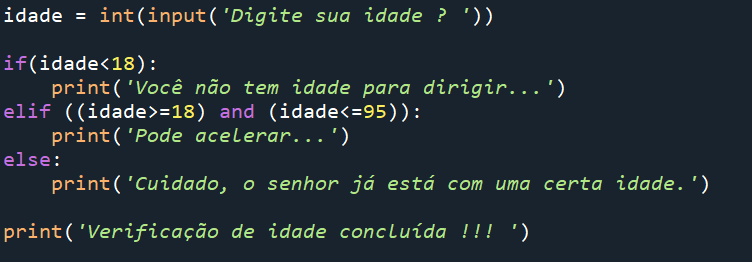 idade = int(input('Digite sua idade ? '))
if(idade<18):
    print('Você não tem idade para dirigir...')
elif ((idade>=18) and (idade<=95)):
    print('Pode acelerar...')
else:
    print('Cuidado, o senhor já está com uma certa idade.')
print('Verificação de idade concluída !!! ')